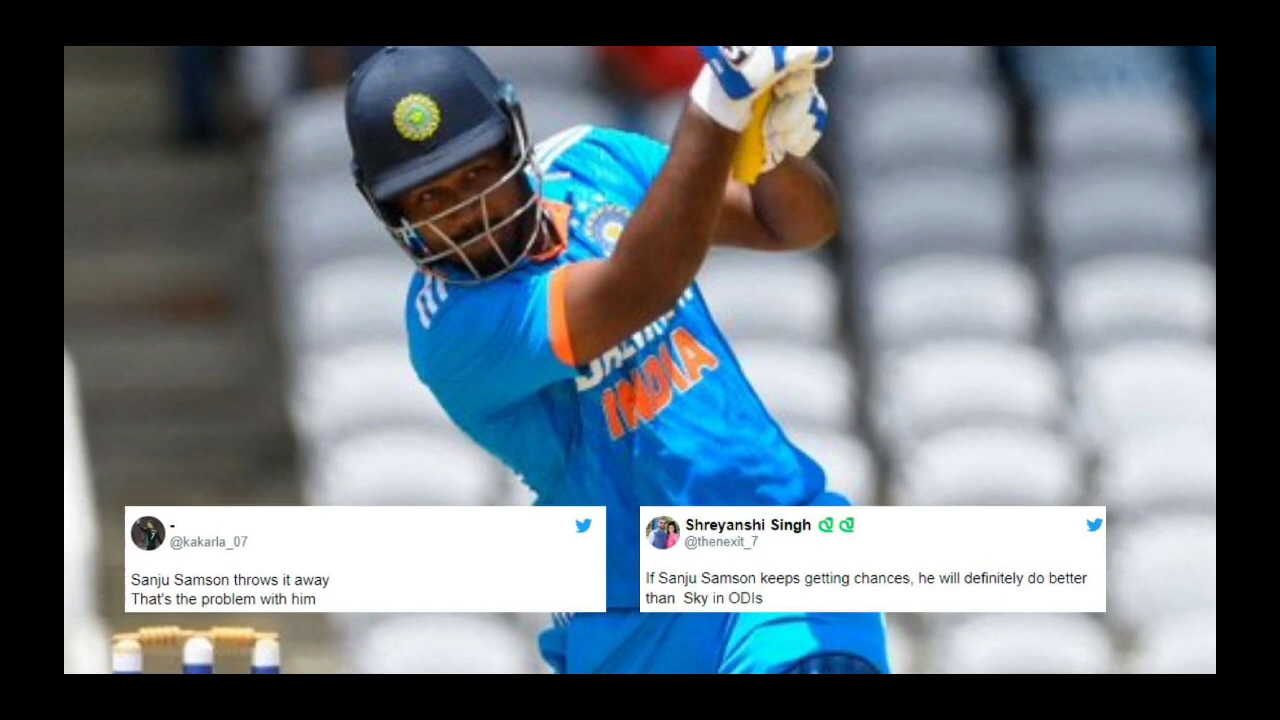 INDIA
-
@kakarla_07
Sanju Samson throws it away
That's the problem with him
Shreyanshi Singh
@thenexit_7
If Sanju Samson keeps getting chances, he will definitely do better
than Sky in ODIs